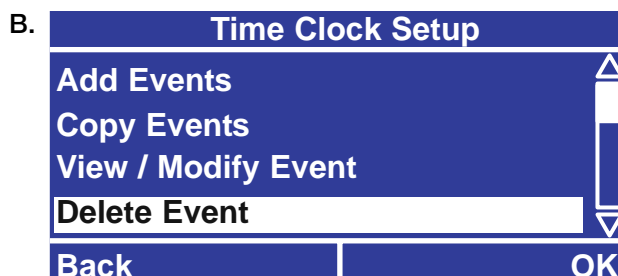 B.
Time Clock Setup
Add Events
Copy Events
View / Modify Event
Delete Event
Back OK